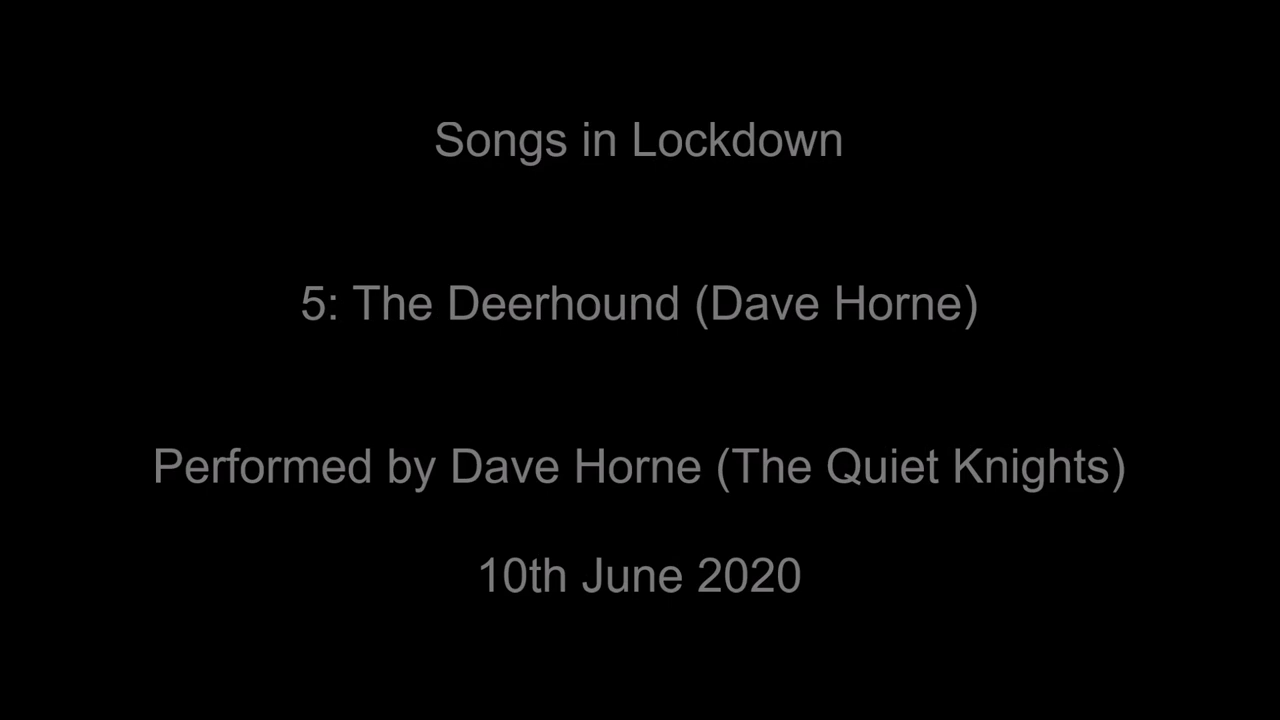 Songs in Lockdown
5: The Deerhound (Dave Horne)
Performed by Dave Horne (The Quiet Knights)
10th June 2020